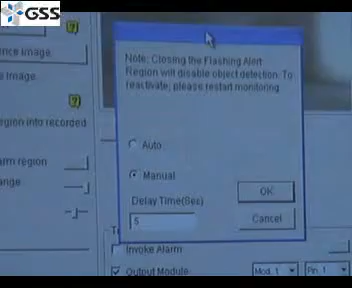 GSS
ence Image
e Image
Note: Closing the Flashing Alert
Region will disable object detection. To
reactivate, please restart monitoring.
egion into recorded
Auto
arm region
ange
Manual
OK
Delay Time(Sec)
5
Cancel
T
Invoke Alarm
Output Module
Mod. 1
Pin. 1